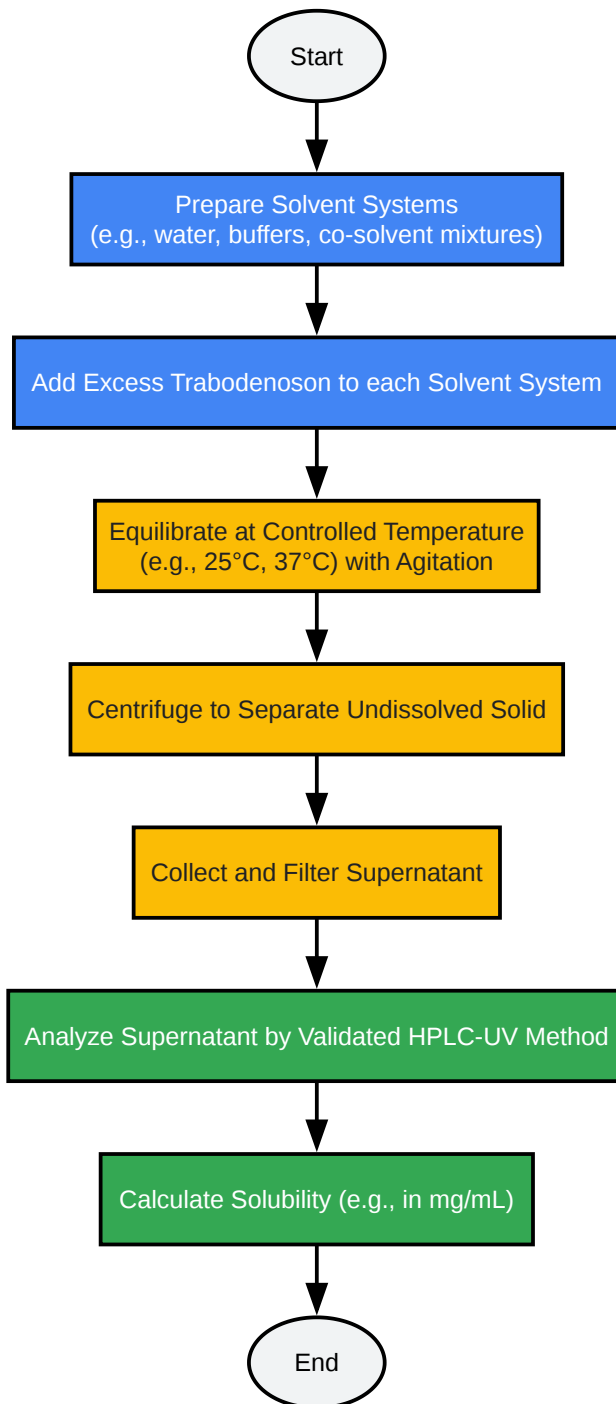 Start
Prepare Solvent Systems
(e.g., water, buffers, co-solvent mixtures)
Add Excess Trabodenoson to each Solvent System
Equilibrate at Controlled Temperature
(e.g., 25°C, 37°C) with Agitation
Centrifuge to Separate Undissolved Solid
Collect and Filter Supernatant
Analyze Supernatant by Validated HPLC-UV Method
Calculate Solubility (e.g., in mg/mL)
End